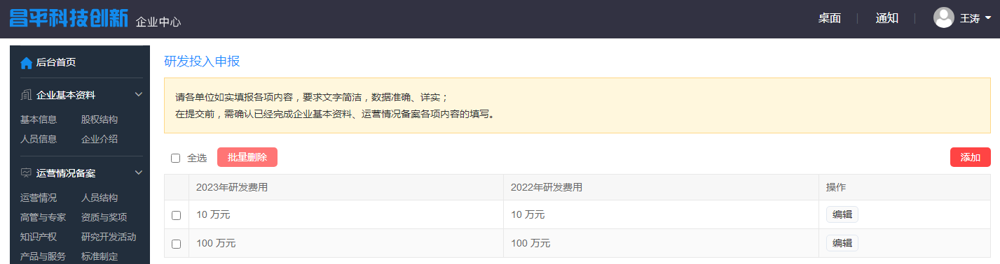 昌平科技创新 企业中心 桌面 通知 王涛
后台首页
企业基本资料
基本信息 股权结构
人员信息 企业介绍
运营情况备案
运营情况 人员结构
高管与专家 资质与奖项
知识产权 研究开发活动
产品与服务 标准制定
研发投入申报
请各单位如实填报各项内容，要求文字简洁，数据准确、详实；
在提交前，需确认已经完成企业基本资料、运营情况备案各项内容的填写。
全选 批量删除 添加
2023年研发费用 2022年研发费用 操作
10 万元 10 万元 编辑
100 万元 100 万元 编辑